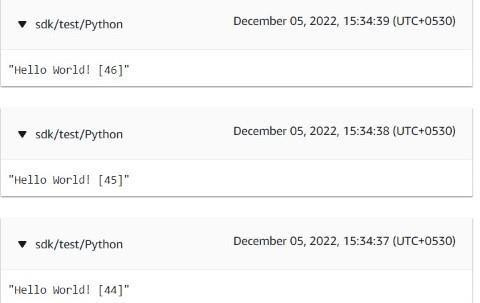 ▼ sdk/test/Python December 05, 2022, 15:34:39 (UTC+0530)
"Hello World! [46]"
▼ sdk/test/Python December 05, 2022, 15:34:38 (UTC+0530)
"Hello World! [45]"
▼ sdk/test/Python December 05, 2022, 15:34:37 (UTC+0530)
"Hello World! [44]"